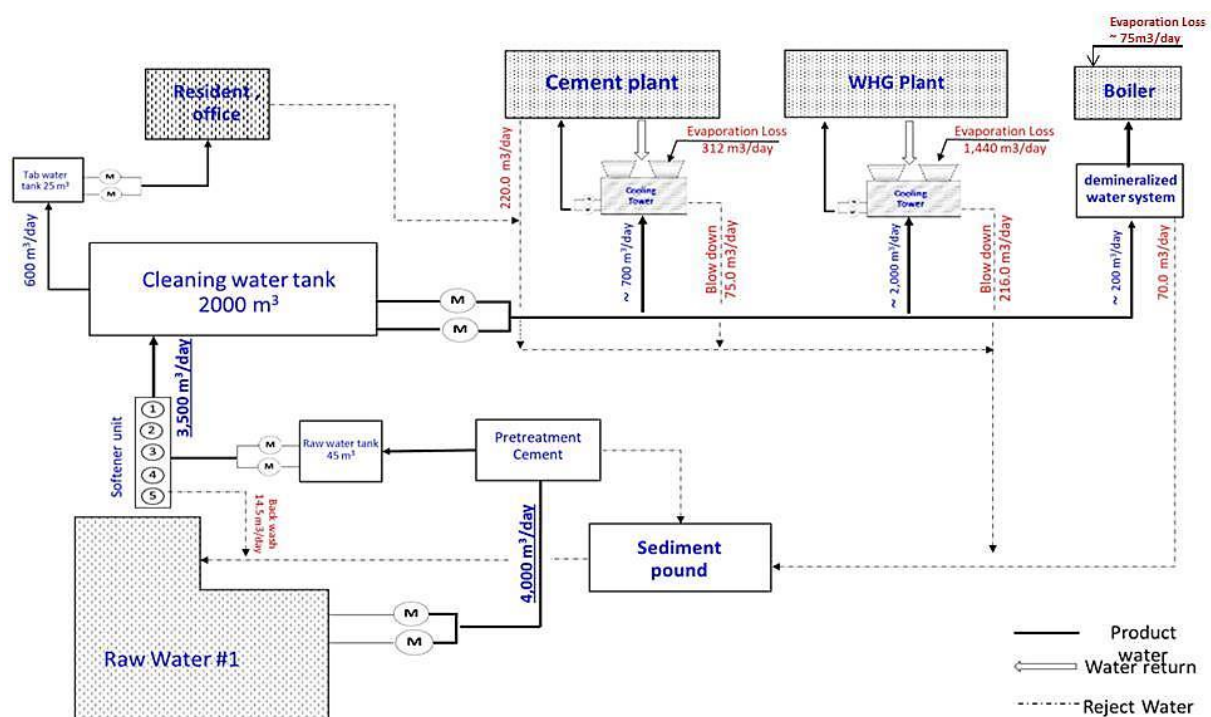 Evaporation Loss
~ 75m3/day
Resident ,
office
Cement plant
WHG Plant
Boiler
Evaporation Loss
312 m3/day
Evaporation Loss
1,440 m3/day
Tab water
tank 25 m³
M
M
600 m³/day
220.0 m3/day
Cooling
Tower
Cooling
Tower
demineralized
water system
~ 700 m³/day
Blow down
75.0 m3/day
~ 2,000 m³/day
Blow down
216.0 m3/day
~ 200 m³/day
70.0 m3/day
Cleaning water tank
2000 m³
M
M
3,500 m³/day
Softener unit
1
2
3
4
5
M
M
Raw water tank
45 m³
Pretreatment
Cement
Back wash
14.5m3/day
4,000 m³/day
Sediment
pound
M
M
Raw Water #1
Product
water
Water return
Reject Water